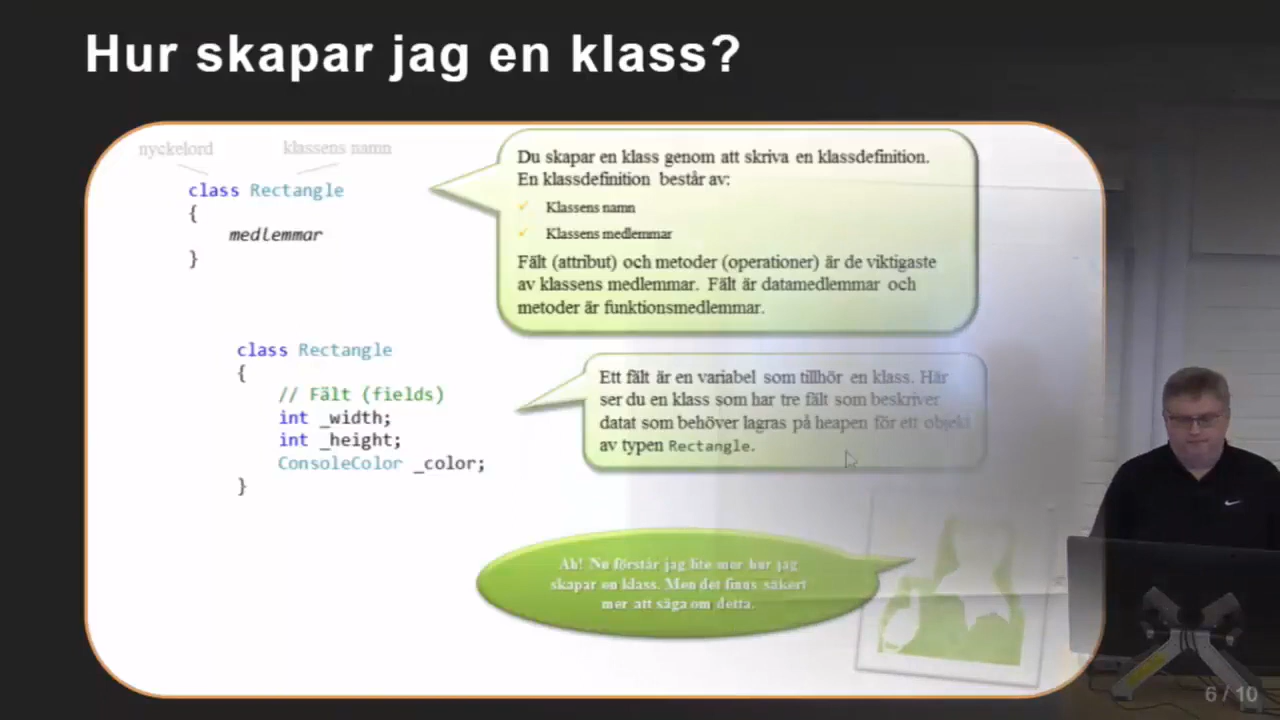 Hur skapar jag en klass?
nyckelord
klassens namn
class Rectangle
{
medlemmar
}
Du skapar en klass genom att skriva en klassdefinition.
En klassdefinition består av:
Klassens namn
Klassens medlemmar
Fält (attribut) och metoder (operationer) är de viktigaste
av klassens medlemmar. Fält är datamedlemmar och
metoder är funktionsmedlemmar.
class Rectangle
{
// Fält (fields)
int _width;
int _height;
ConsoleColor _color;
}
Ett fält är en variabel som tillhör en klass. Här
ser du en klass som har tre fält som beskriver
datat som behöver lagras på heapen för ett objekt
av typen Rectangle.
Ah! Nu förstår jag lite mer hur jag
skapar en klass. Men det finns säkert
mer att säga om detta.
6 / 10